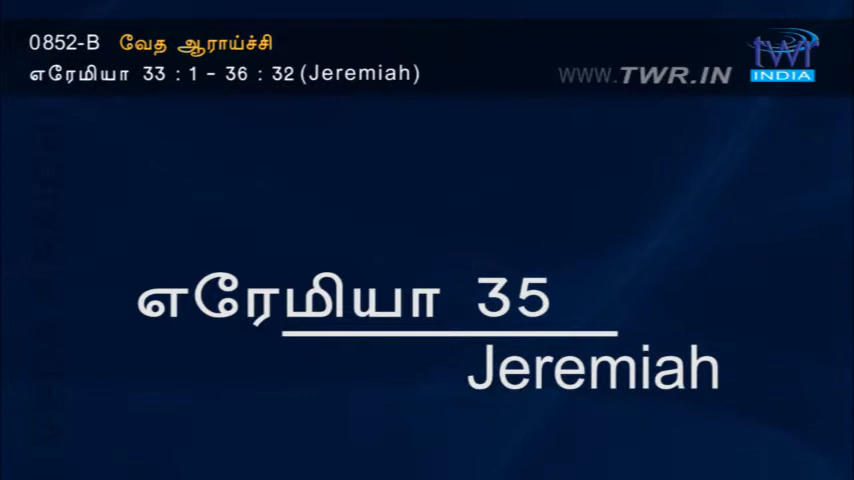 0852-B வேத ஆராய்ச்சி
எரேமியா 33 : 1 - 36 : 32 (Jeremiah)
www.TWR.IN
twr
INDIA
எரேமியா 35
Jeremiah